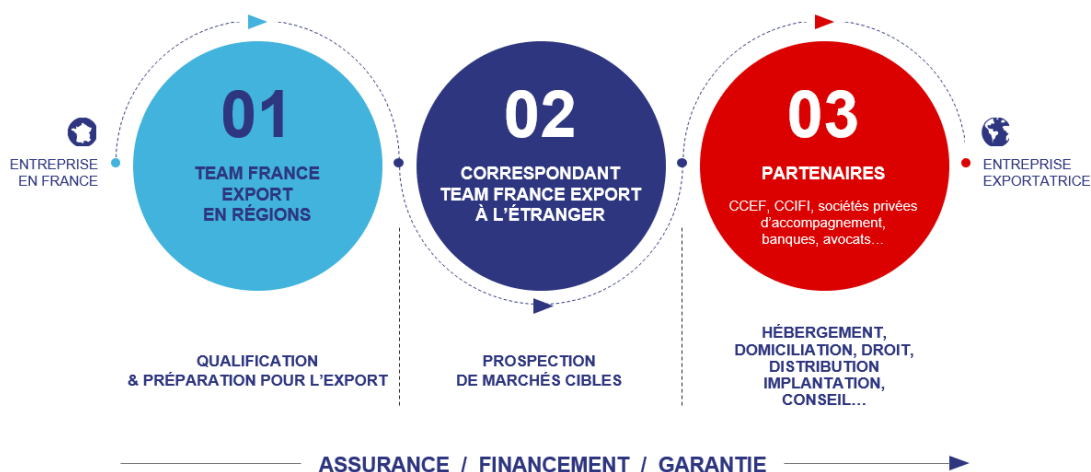 ENTREPRISE
EN FRANCE
01
TEAM FRANCE
EXPORT
EN RÉGIONS
02
CORRESPONDANT
TEAM FRANCE EXPORT
À L'ÉTRANGER
03
PARTENAIRES
CCEF, CCIFI, sociétés privées
d'accompagnement,
banques, avocats…
ENTREPRISE
EXPORTATRICE
QUALIFICATION
& PRÉPARATION POUR L'EXPORT
PROSPECTION
DE MARCHÉS CIBLES
HÉBERGEMENT,
DOMICILIATION, DROIT,
DISTRIBUTION
IMPLANTATION,
CONSEIL…
ASSURANCE / FINANCEMENT / GARANTIE